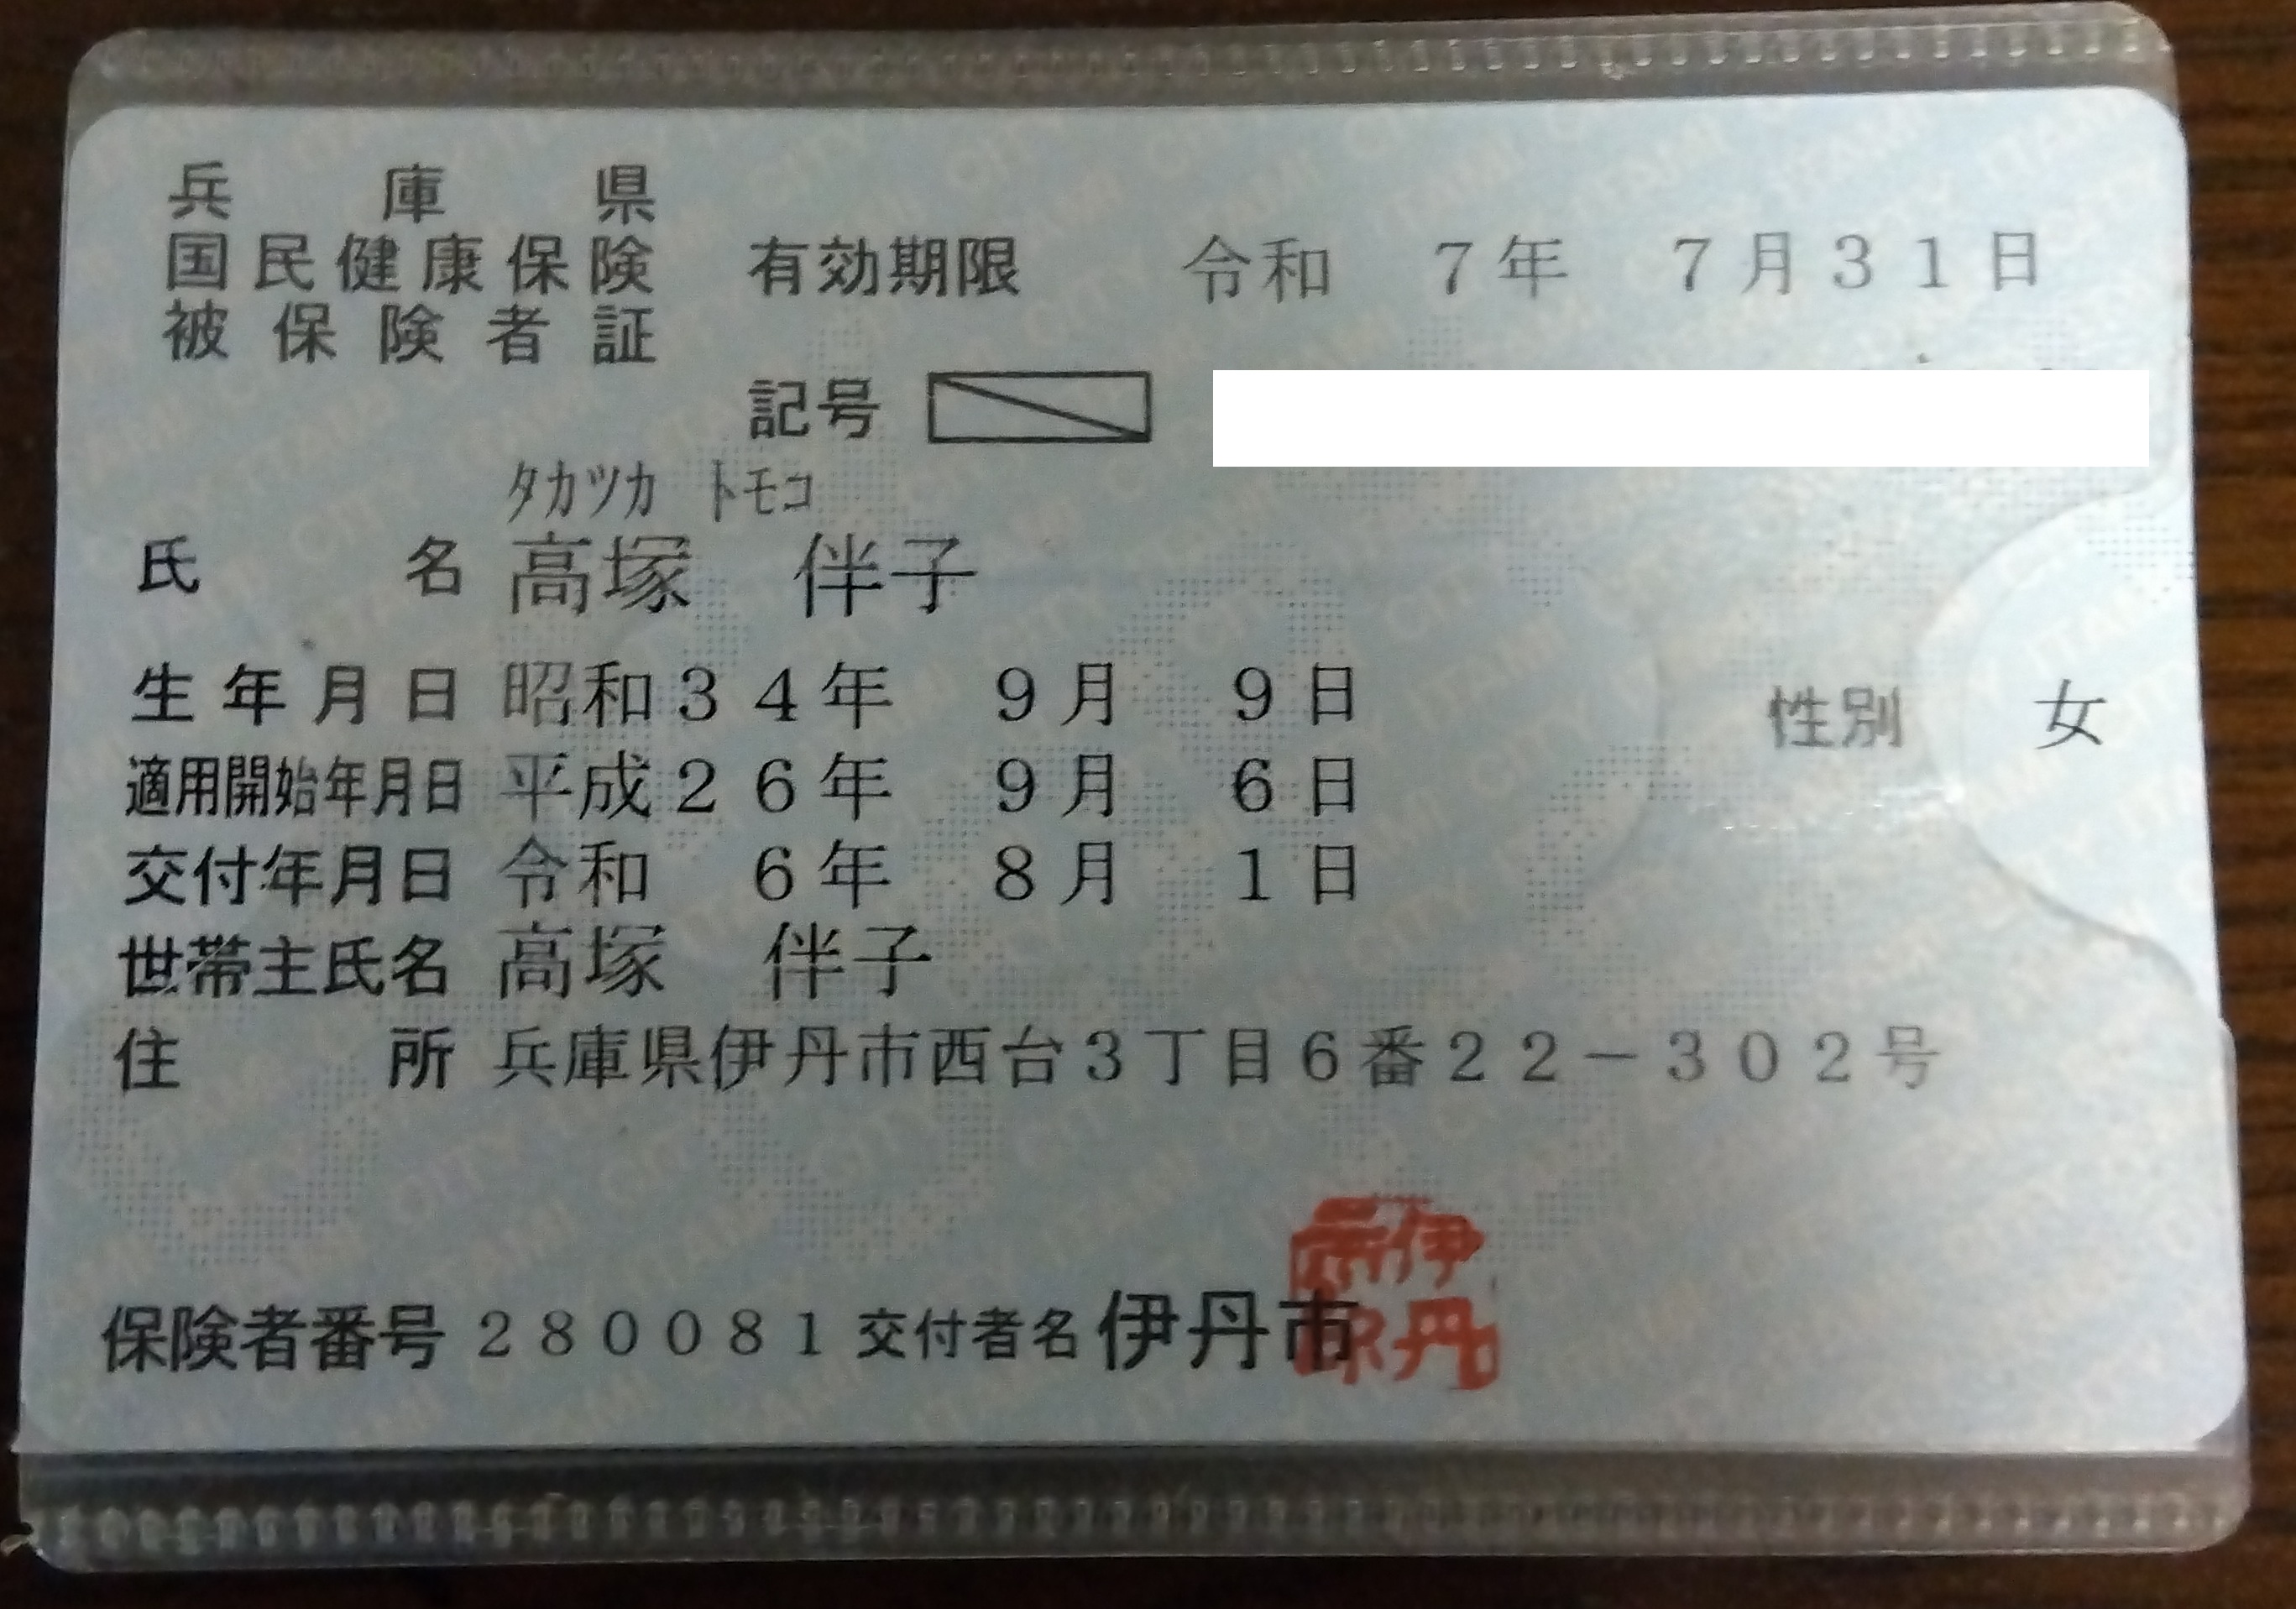 兵庫県
国民健康保険 有効期限 令和 7年 7月31日
被保険者証
記号
タカツカ トモコ
氏名 高塚 伴子
生年月日 昭和34年 9月 9日 性別 女
適用開始年月日 平成26年 9月 6日
交付年月日 令和 6年 8月 1日
世帯主氏名 高塚 伴子
住所 兵庫県伊丹市西台3丁目6番22-302号
保険者番号 280081 交付者名 伊丹市